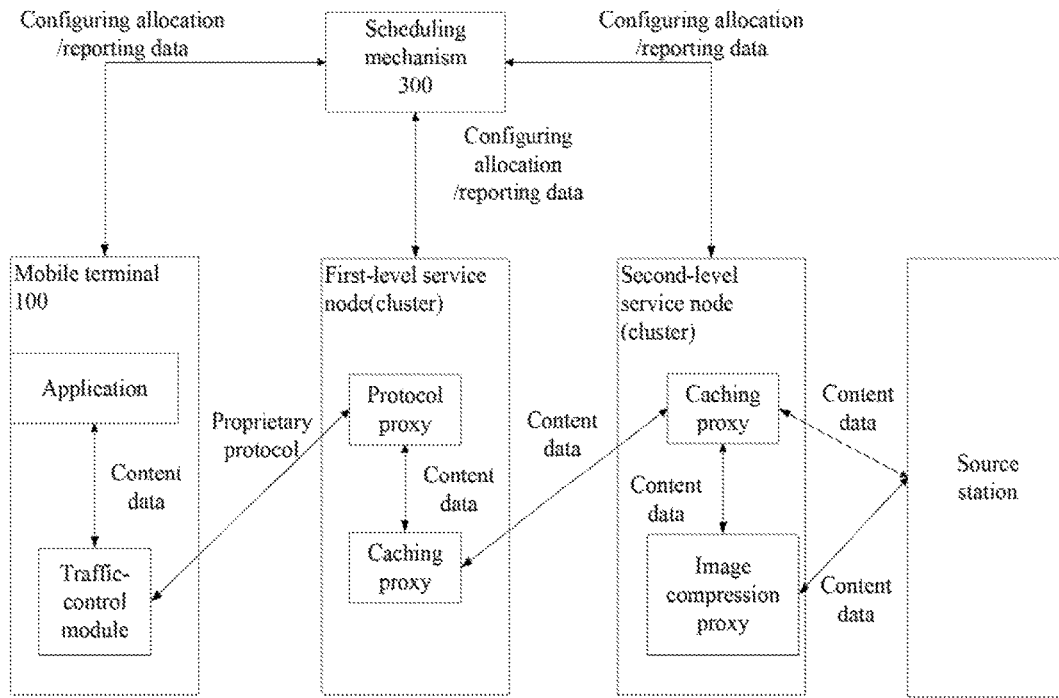 Configuring allocation
/reporting data
Scheduling
mechanism
300
Configuring allocation
/reporting data
Configuring
allocation
/reporting data
Mobile terminal
100
Application
Content
data
Traffic-
control
module
Proprietary
protocol
First-level service
node(cluster)
Protocol
proxy
Content
data
Caching
proxy
Content
data
Second-level
service node
(cluster)
Caching
proxy
Content
data
Image
compression
proxy
Content
data
Content
data
Source
station